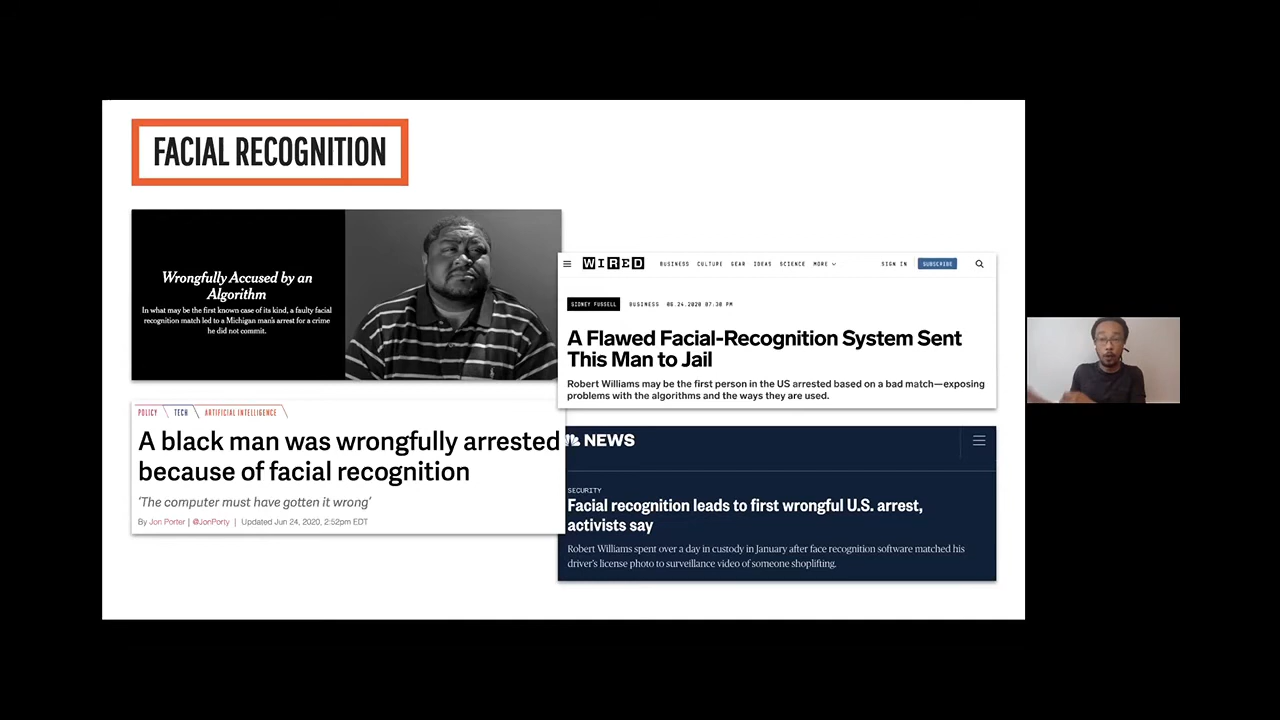 FACIAL RECOGNITION
Wrongfully Accused by an
Algorithm
In what may be the first known case of its kind, a faulty facial
recognition match led to a Michigan man's arrest for a crime
he did not commit.
POLICY TECH ARTIFICIAL INTELLIGENCE
A black man was wrongfully arrested
because of facial recognition
'The computer must have gotten it wrong'
By Jon Porter | @JonPorty | Updated Jun 24, 2020, 2:52pm EDT
WIRED BUSINESS CULTURE GEAR IDEAS SCIENCE MORE SIGN IN SUBSCRIBE
SIDNEY FUSSELL BUSINESS 06.24.2020 07:30 PM
A Flawed Facial-Recognition System Sent
This Man to Jail
Robert Williams may be the first person in the US arrested based on a bad match—exposing
problems with the algorithms and the ways they are used.
NEWS
SECURITY
Facial recognition leads to first wrongful U.S. arrest,
activists say
Robert Williams spent over a day in custody in January after face recognition software matched his
driver's license photo to surveillance video of someone shoplifting.